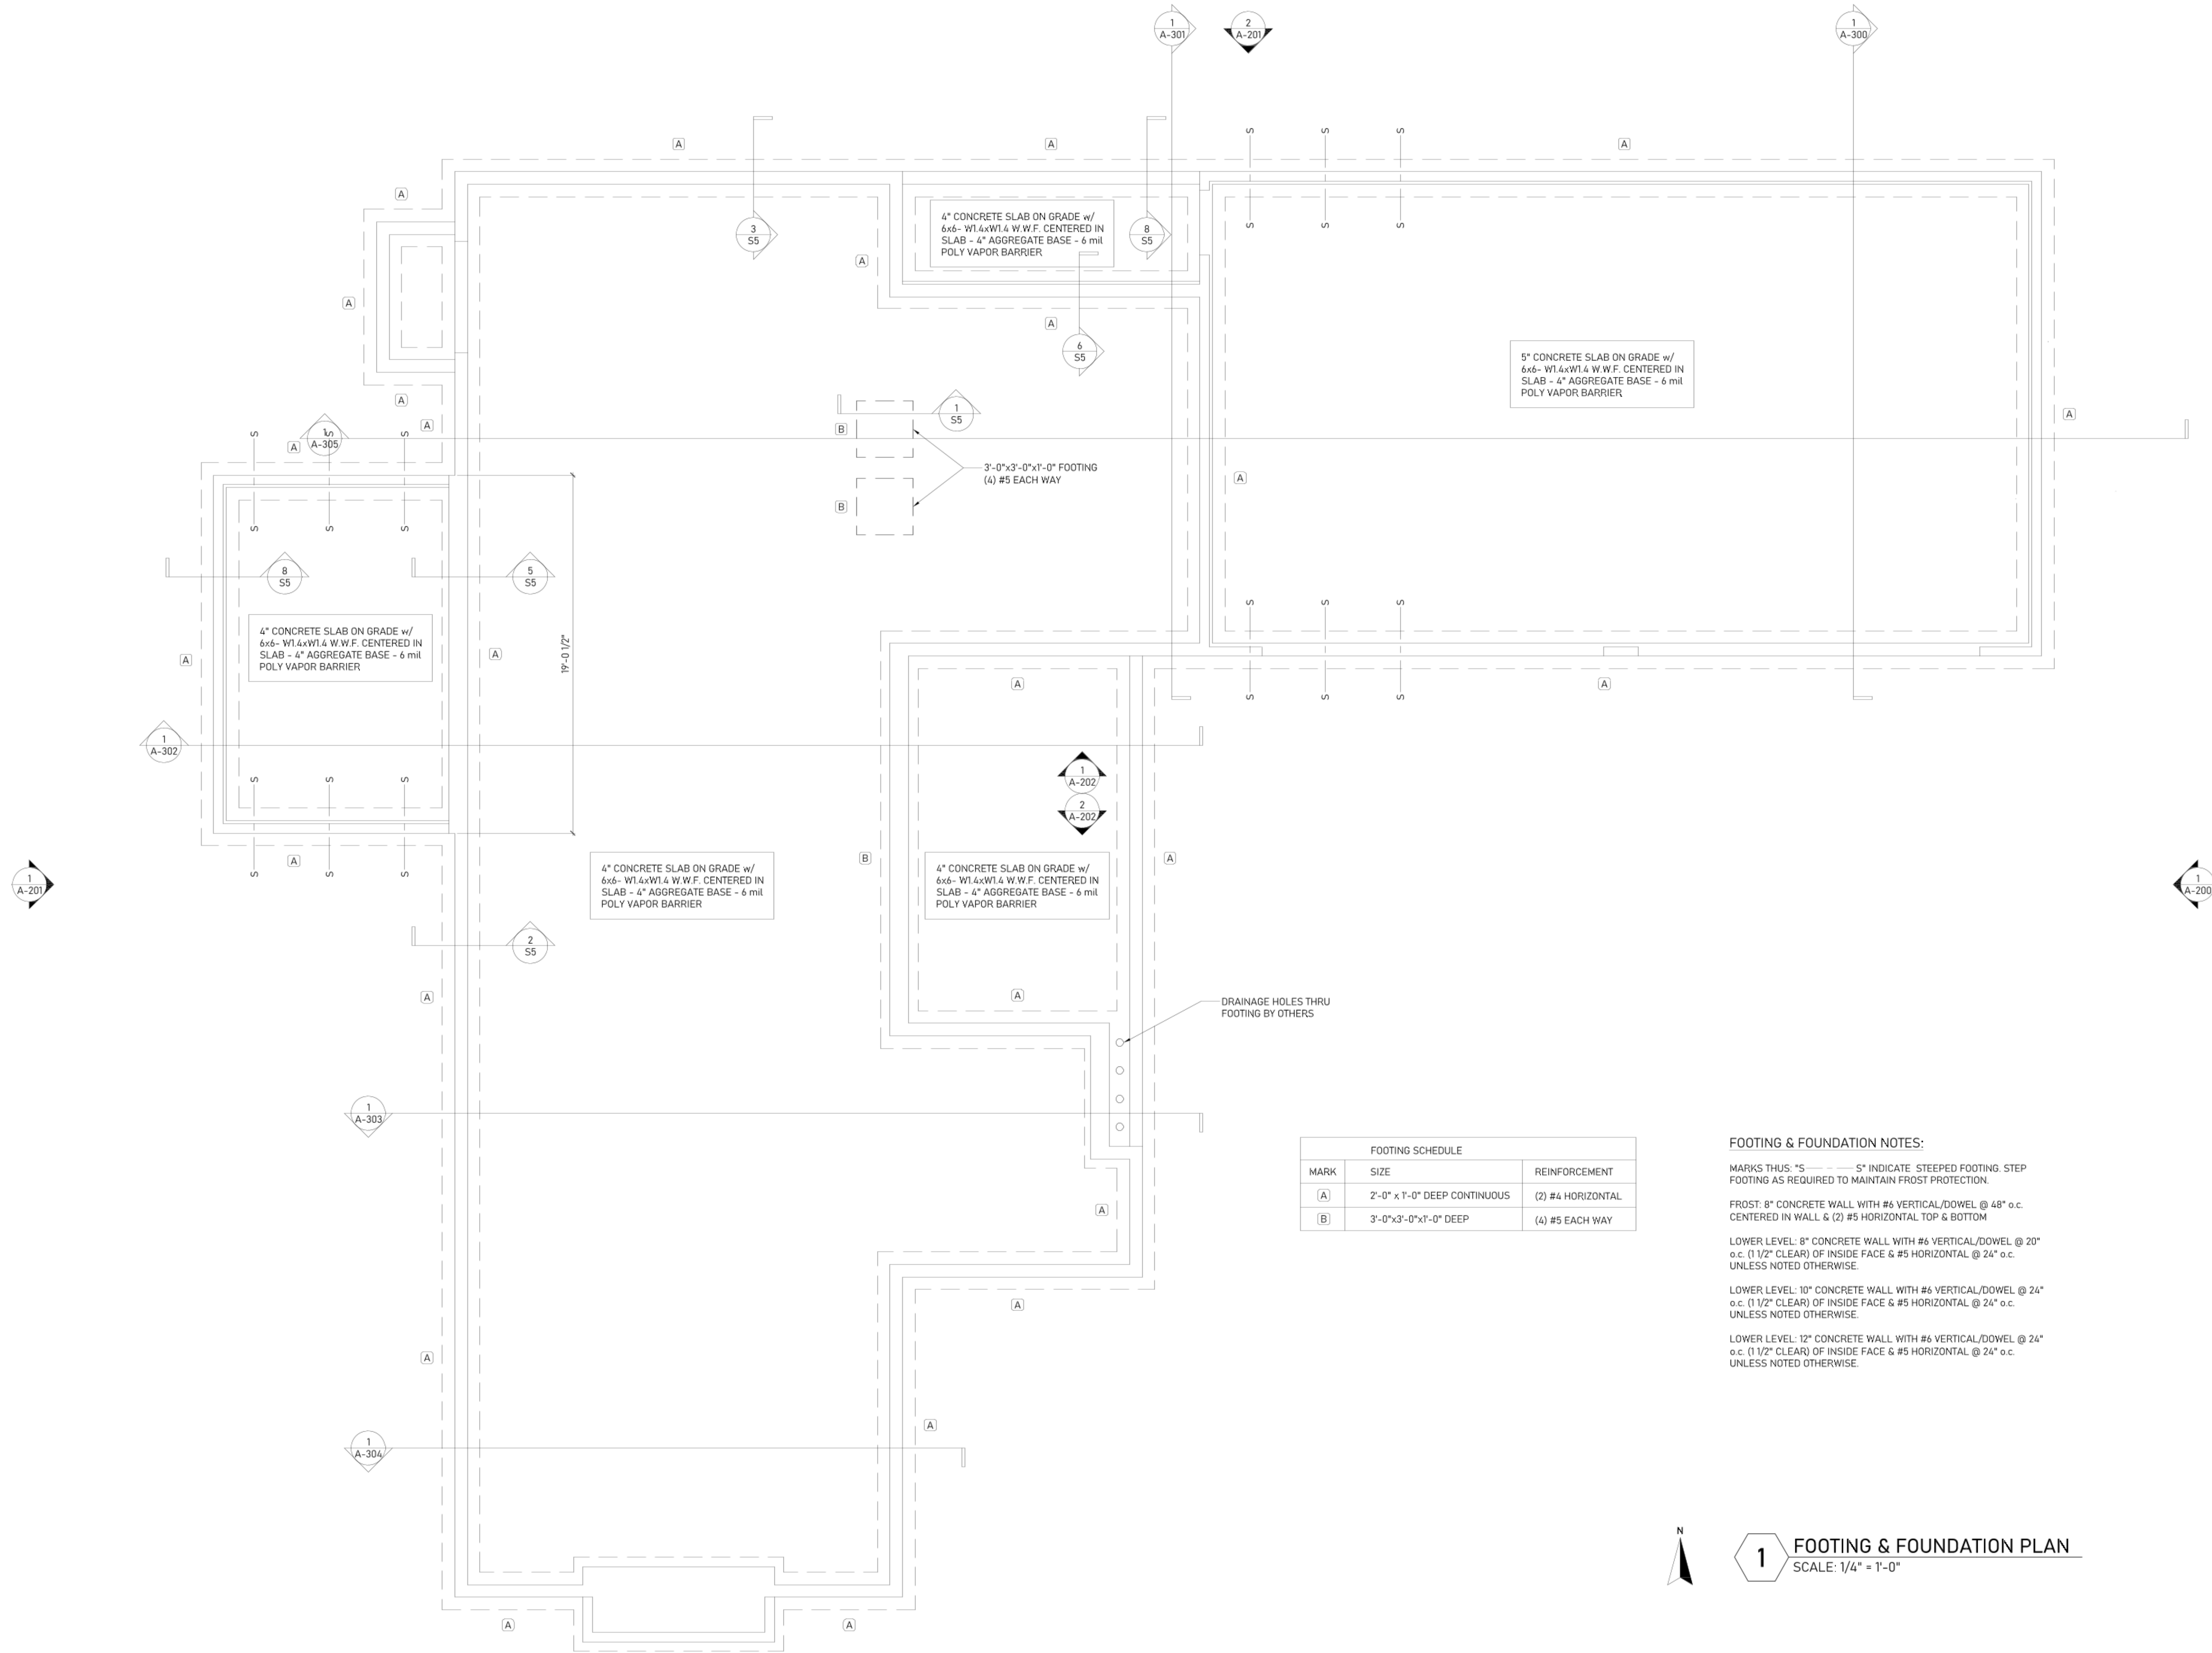 1
A-301
2
A-201
1
A-300
S
S
S
A
A
A
A
4" CONCRETE SLAB ON GRADE w/
6x6- W1.4xW1.4 W.W.F. CENTERED IN
SLAB - 4" AGGREGATE BASE - 6 mil
POLY VAPOR BARRIER
S
S
S
3
S5
8
S5
A
A
A
6
S5
5" CONCRETE SLAB ON GRADE w/
6x6- W1.4xW1.4 W.W.F. CENTERED IN
SLAB - 4" AGGREGATE BASE - 6 mil
POLY VAPOR BARRIER
A
1
S5
A
A
B
S
S
S
1
A-305
A
3'-0"x3'-0"x1'-0" FOOTING
(4) #5 EACH WAY
A
B
S
S
S
8
S5
5
S5
S
S
S
4" CONCRETE SLAB ON GRADE w/
6x6- W1.4xW1.4 W.W.F. CENTERED IN
SLAB - 4" AGGREGATE BASE - 6 mil
POLY VAPOR BARRIER
19'-0 1/2"
A
A
A
A
S
S
S
1
A-302
S
S
S
1
A-202
2
A-202
A
S
S
S
B
A
1
A-201
4" CONCRETE SLAB ON GRADE w/
6x6- W1.4xW1.4 W.W.F. CENTERED IN
SLAB - 4" AGGREGATE BASE - 6 mil
POLY VAPOR BARRIER
4" CONCRETE SLAB ON GRADE w/
6x6- W1.4xW1.4 W.W.F. CENTERED IN
SLAB - 4" AGGREGATE BASE - 6 mil
POLY VAPOR BARRIER
1
A-200
2
S5
A
A
DRAINAGE HOLES THRU
FOOTING BY OTHERS
1
A-303
A
A
A
A
1
A-304
A
A
FOOTING SCHEDULE
MARK SIZE REINFORCEMENT
A 2'-0" x 1'-0" DEEP CONTINUOUS (2) #4 HORIZONTAL
B 3'-0"x3'-0"x1'-0" DEEP (4) #5 EACH WAY
FOOTING & FOUNDATION NOTES:
MARKS THUS: "S—— – ——S" INDICATE STEEPED FOOTING. STEP
FOOTING AS REQUIRED TO MAINTAIN FROST PROTECTION.
FROST: 8" CONCRETE WALL WITH #6 VERTICAL/DOWEL @ 48" o.c.
CENTERED IN WALL & (2) #5 HORIZONTAL TOP & BOTTOM
LOWER LEVEL: 8" CONCRETE WALL WITH #6 VERTICAL/DOWEL @ 20"
o.c. (1 1/2" CLEAR) OF INSIDE FACE & #5 HORIZONTAL @ 24" o.c.
UNLESS NOTED OTHERWISE.
LOWER LEVEL: 10" CONCRETE WALL WITH #6 VERTICAL/DOWEL @ 24"
o.c. (1 1/2" CLEAR) OF INSIDE FACE & #5 HORIZONTAL @ 24" o.c.
UNLESS NOTED OTHERWISE.
LOWER LEVEL: 12" CONCRETE WALL WITH #6 VERTICAL/DOWEL @ 24"
o.c. (1 1/2" CLEAR) OF INSIDE FACE & #5 HORIZONTAL @ 24" o.c.
UNLESS NOTED OTHERWISE.
N
1
FOOTING & FOUNDATION PLAN
SCALE: 1/4" = 1'-0"